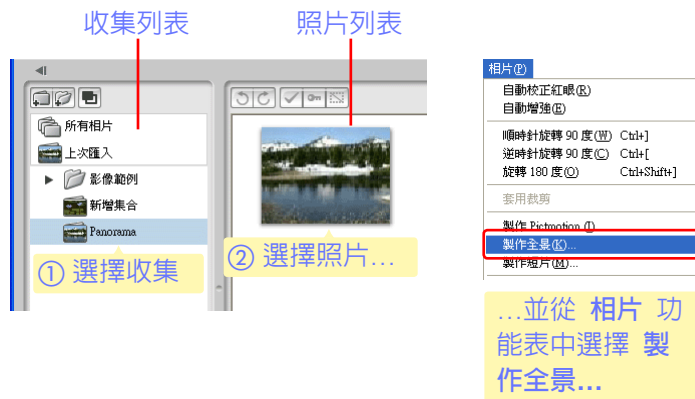 收集列表
照片列表
所有相片
上次匯入
影像範例
新增集合
Panorama
① 選擇收集
② 選擇照片…
相片(P)
自動校正紅眼(R)
自動增強(E)
順時針旋轉 90 度(W) Ctrl+]
逆時針旋轉 90 度(C) Ctrl+[
旋轉 180 度(O) Ctrl+Shift+]
套用裁剪
製作 Pictmotion (I)
製作全景(K)...
製作短片(M)...
…並從 相片 功
能表中選擇 製
作全景...